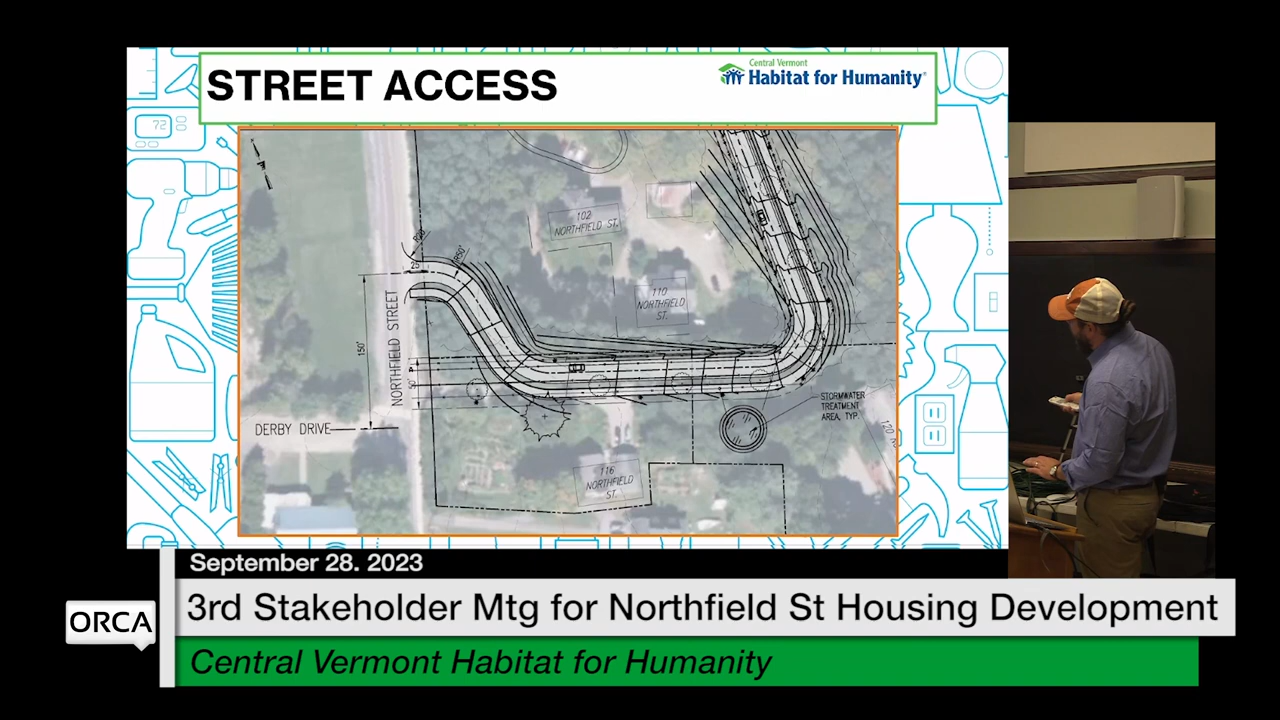 STREET ACCESS
Central Vermont
Habitat for Humanity®
72
102
NORTHFIELD ST.
25'
R50'
110
NORTHFIELD
ST.
150'
NORTHFIELD STREET
DERBY DRIVE
STORMWATER
TREATMENT
AREA, TYP.
116
NORTHFIELD
ST.
September 28. 2023
ORCA
3rd Stakeholder Mtg for Northfield St Housing Development
Central Vermont Habitat for Humanity